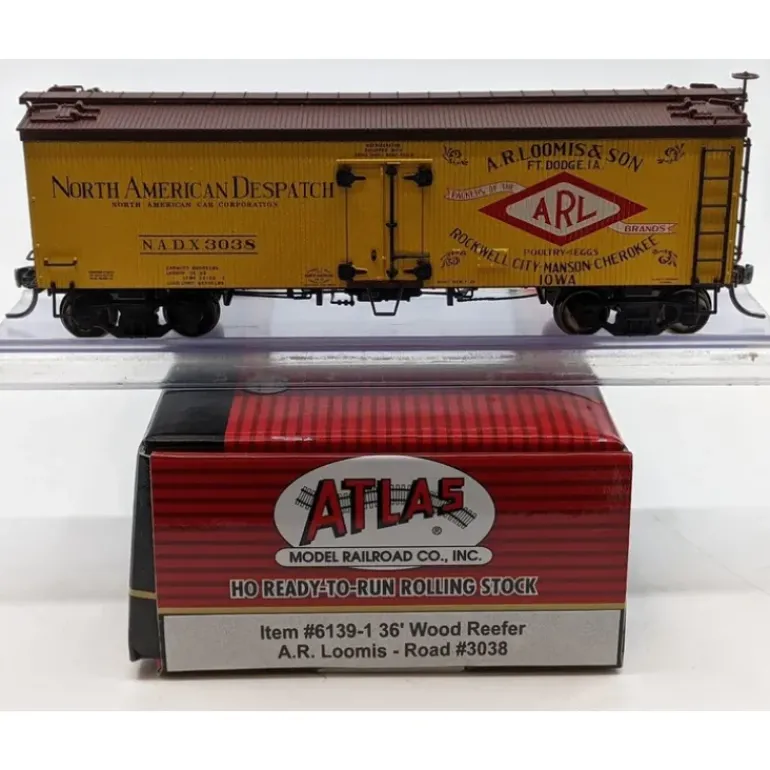 NORTH AMERICAN DESPATCH
NORTH AMERICAN CAR CORPORATION
NADX3038
REFRIGERATOR
A.R. LOOMIS & SON
FT. DODGE, IA.
PACKERS OF THE
ARL
BRANDS
POULTRY-EGGS
ROCKWELL CITY-MANSON-CHEROKEE
IOWA
ATLAS
®
MODEL RAILROAD CO., INC.
HO READY-TO-RUN ROLLING STOCK
Item #6139-1 36' Wood Reefer
A.R. Loomis - Road #3038